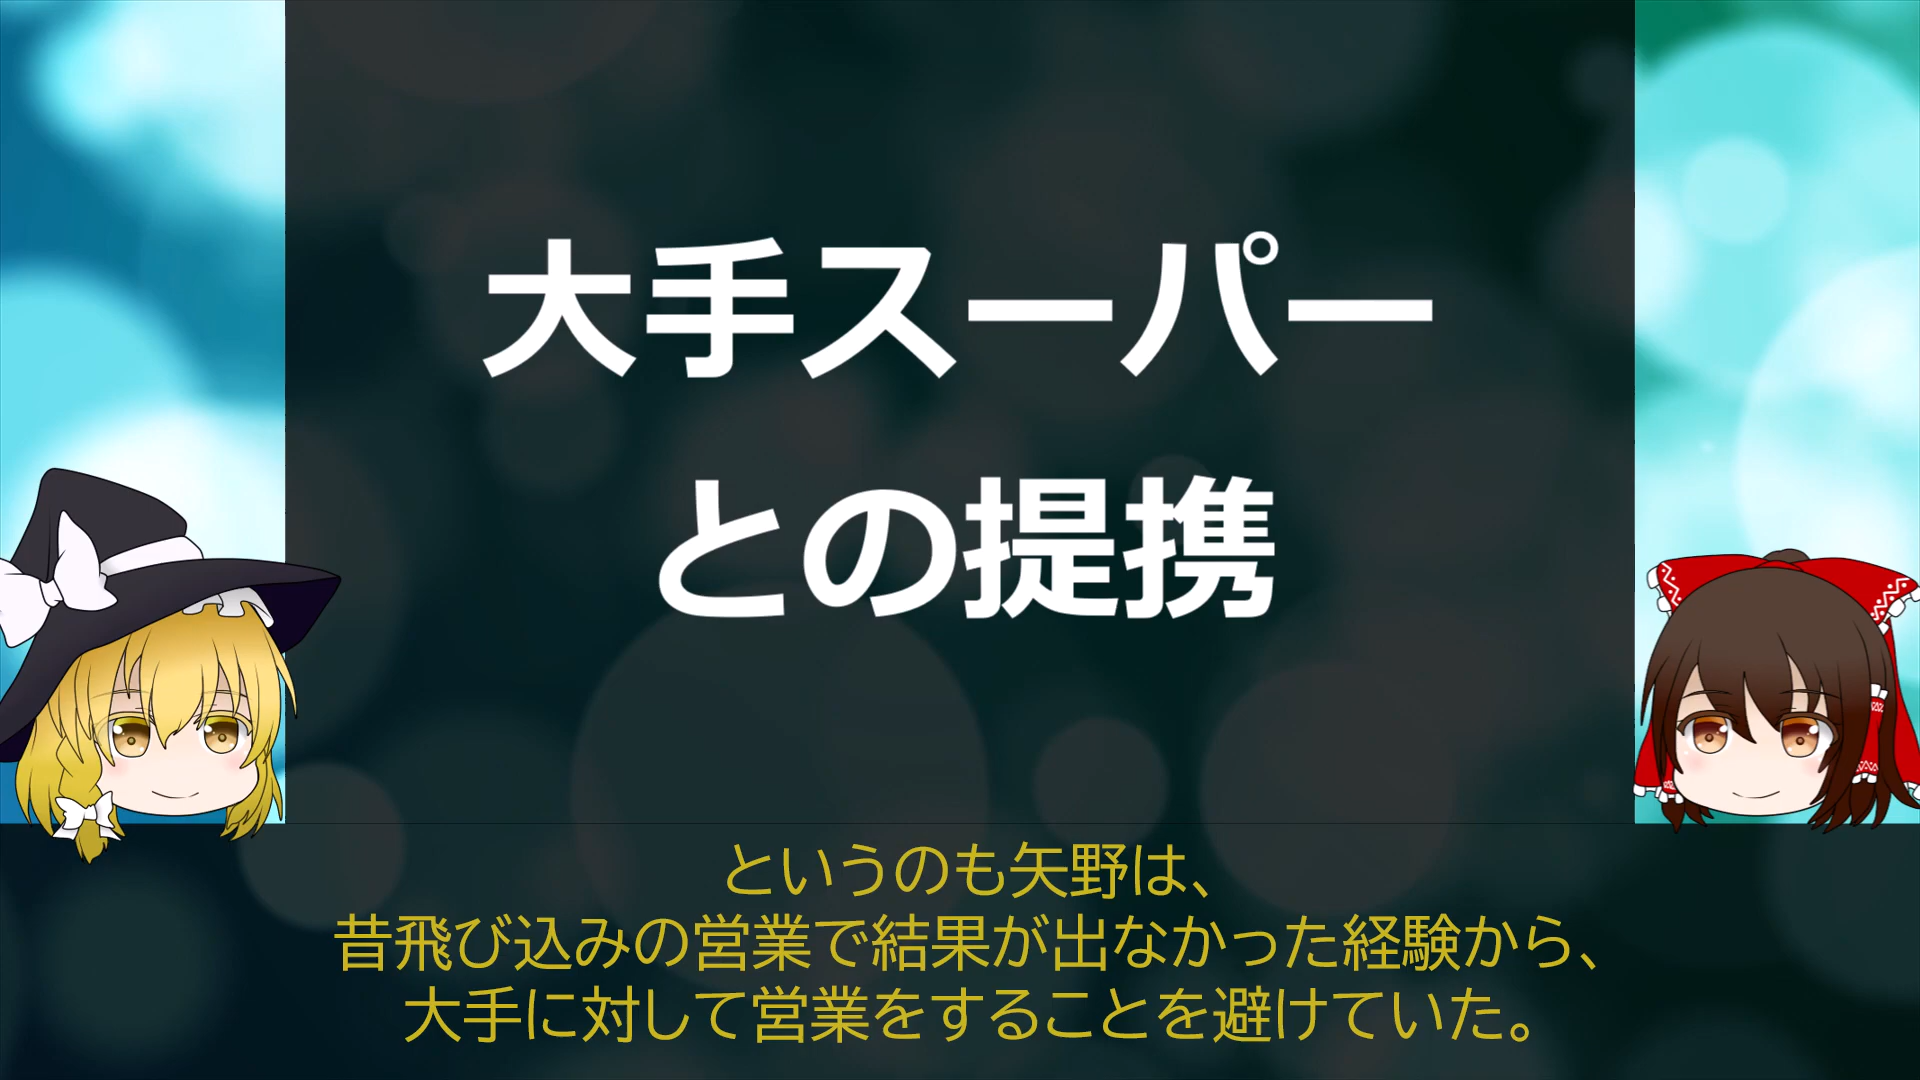 大手スーパー
との提携
というのも矢野は、
昔飛び込みの営業で結果が出なかった経験から、
大手に対して営業をすることを避けていた。